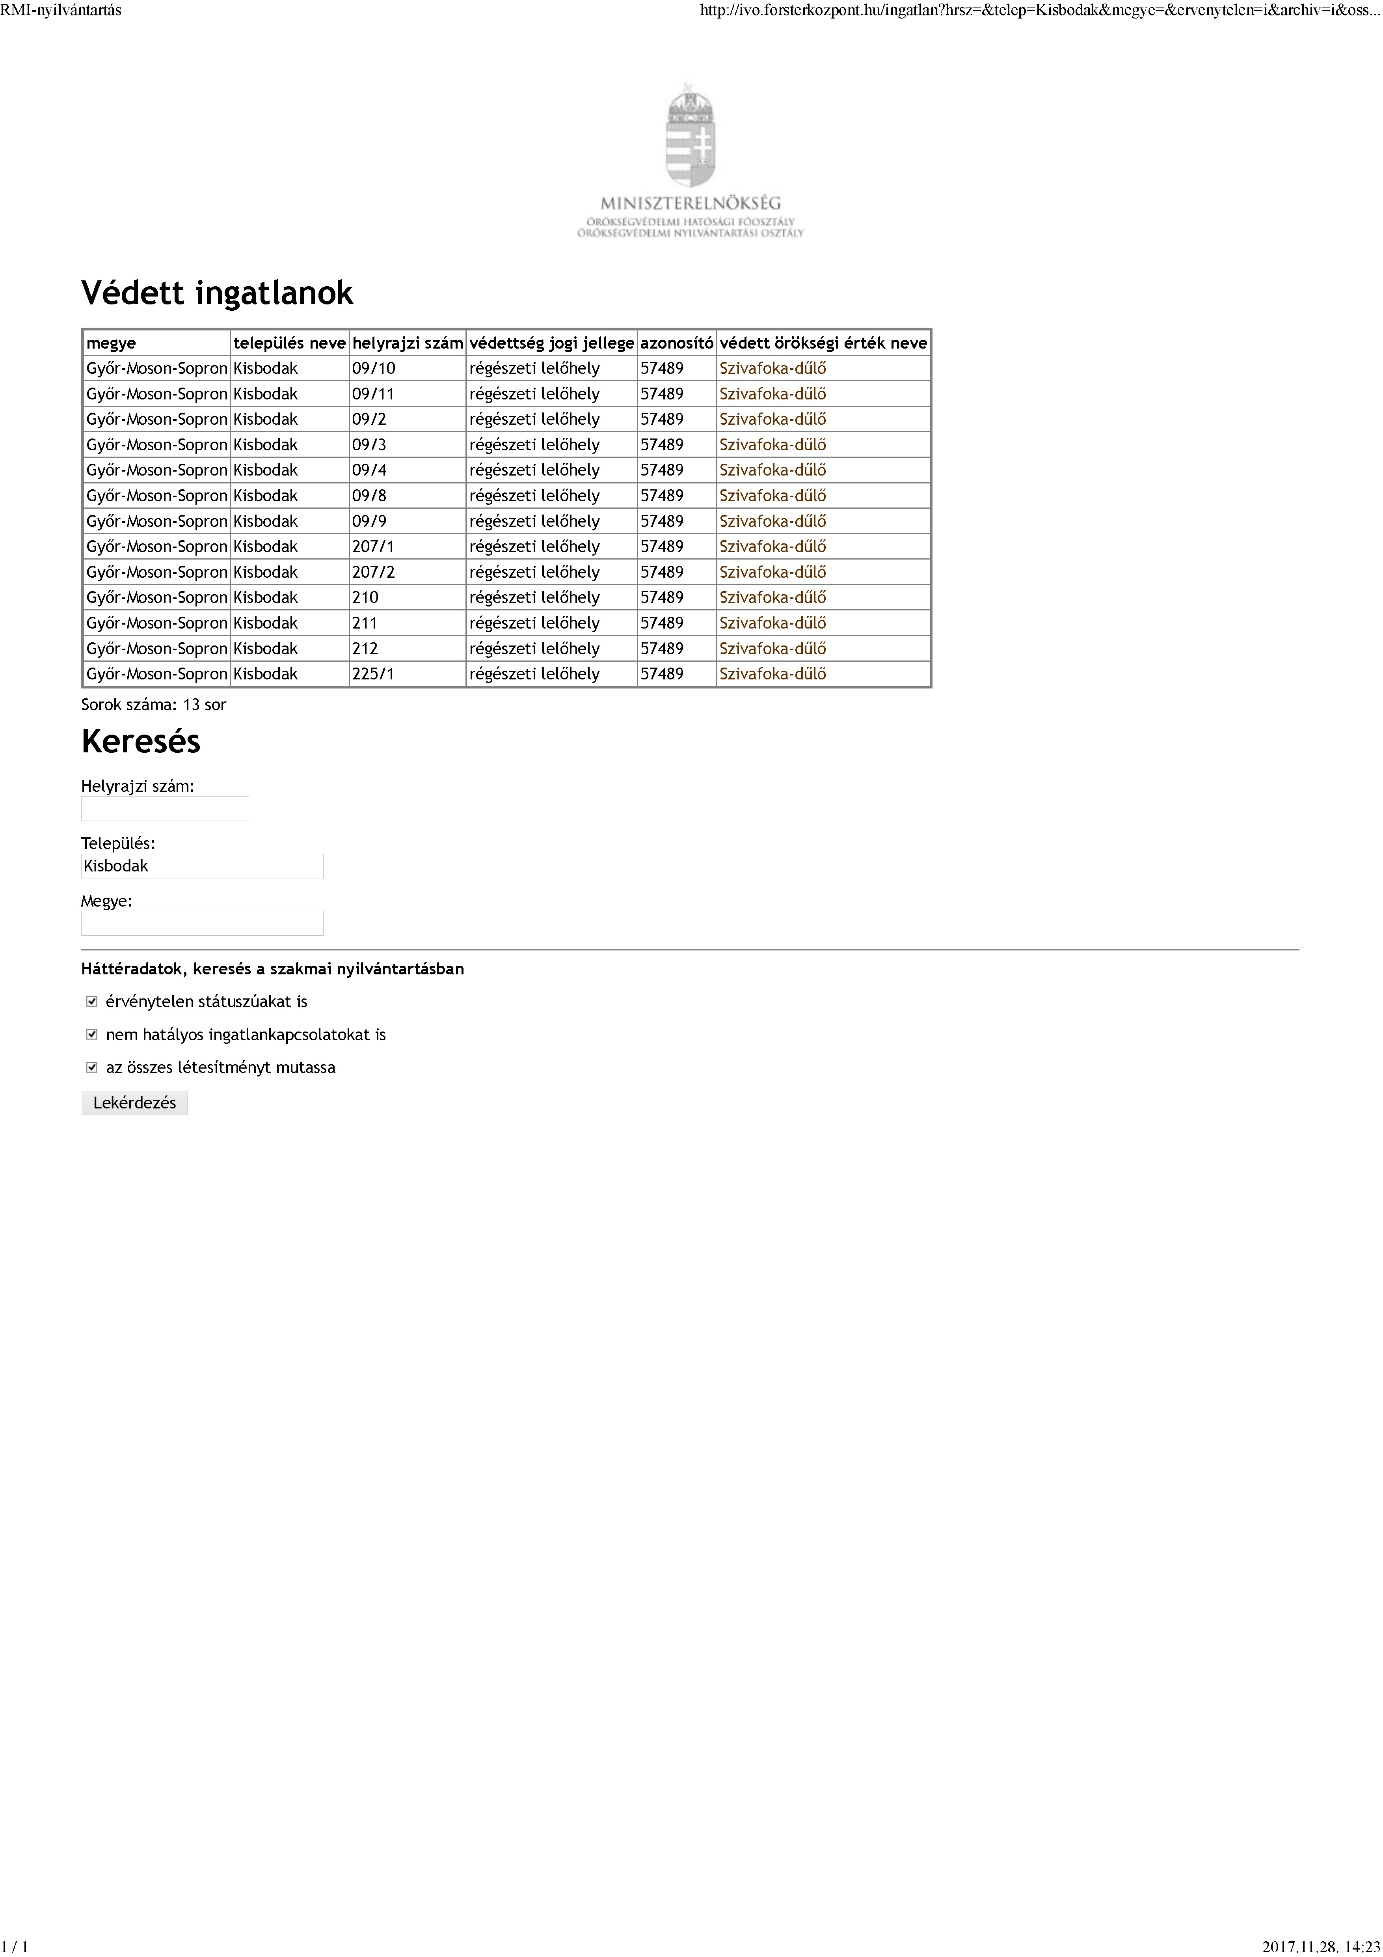 RMI-nyilvántartás http://ivo.forsterkozpont.hu/ingatlan?hrsz=&telep=Kisbodak&megye=&ervenytelen=i&archiv=i&oss...
MINISZTERELNÖKSÉG
ÖRÖKSÉGVÉDELMI HATÓSÁGI FŐOSZTÁLY
ÖRÖKSÉGVÉDELMI NYILVÁNTARTÁSI OSZTÁLY
Védett ingatlanok
megye település neve helyrajzi szám védettség jogi jellege azonosító védett örökségi érték neve
Győr-Moson-Sopron Kisbodak 09/10 régészeti lelőhely 57489 Szivafoka-dűlő
Győr-Moson-Sopron Kisbodak 09/11 régészeti lelőhely 57489 Szivafoka-dűlő
Győr-Moson-Sopron Kisbodak 09/2 régészeti lelőhely 57489 Szivafoka-dűlő
Győr-Moson-Sopron Kisbodak 09/3 régészeti lelőhely 57489 Szivafoka-dűlő
Győr-Moson-Sopron Kisbodak 09/4 régészeti lelőhely 57489 Szivafoka-dűlő
Győr-Moson-Sopron Kisbodak 09/8 régészeti lelőhely 57489 Szivafoka-dűlő
Győr-Moson-Sopron Kisbodak 09/9 régészeti lelőhely 57489 Szivafoka-dűlő
Győr-Moson-Sopron Kisbodak 207/1 régészeti lelőhely 57489 Szivafoka-dűlő
Győr-Moson-Sopron Kisbodak 207/2 régészeti lelőhely 57489 Szivafoka-dűlő
Győr-Moson-Sopron Kisbodak 210 régészeti lelőhely 57489 Szivafoka-dűlő
Győr-Moson-Sopron Kisbodak 211 régészeti lelőhely 57489 Szivafoka-dűlő
Győr-Moson-Sopron Kisbodak 212 régészeti lelőhely 57489 Szivafoka-dűlő
Győr-Moson-Sopron Kisbodak 225/1 régészeti lelőhely 57489 Szivafoka-dűlő
Sorok száma: 13 sor
Keresés
Helyrajzi szám:
Település:
Kisbodak
Megye:
Háttéradatok, keresés a szakmai nyilvántartásban
érvénytelen státuszúakat is
nem hatályos ingatlankapcsolatokat is
az összes létesítményt mutassa
Lekérdezés
1 / 1 2017.11.28. 14:23